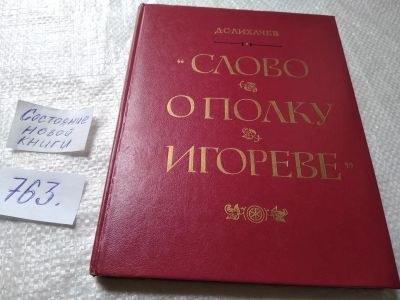 Д.С.ЛИХАЧЕВ
"СЛОВО
О ПОЛКУ
ИГОРЕВЕ"
Состояние
новой
книги
763.